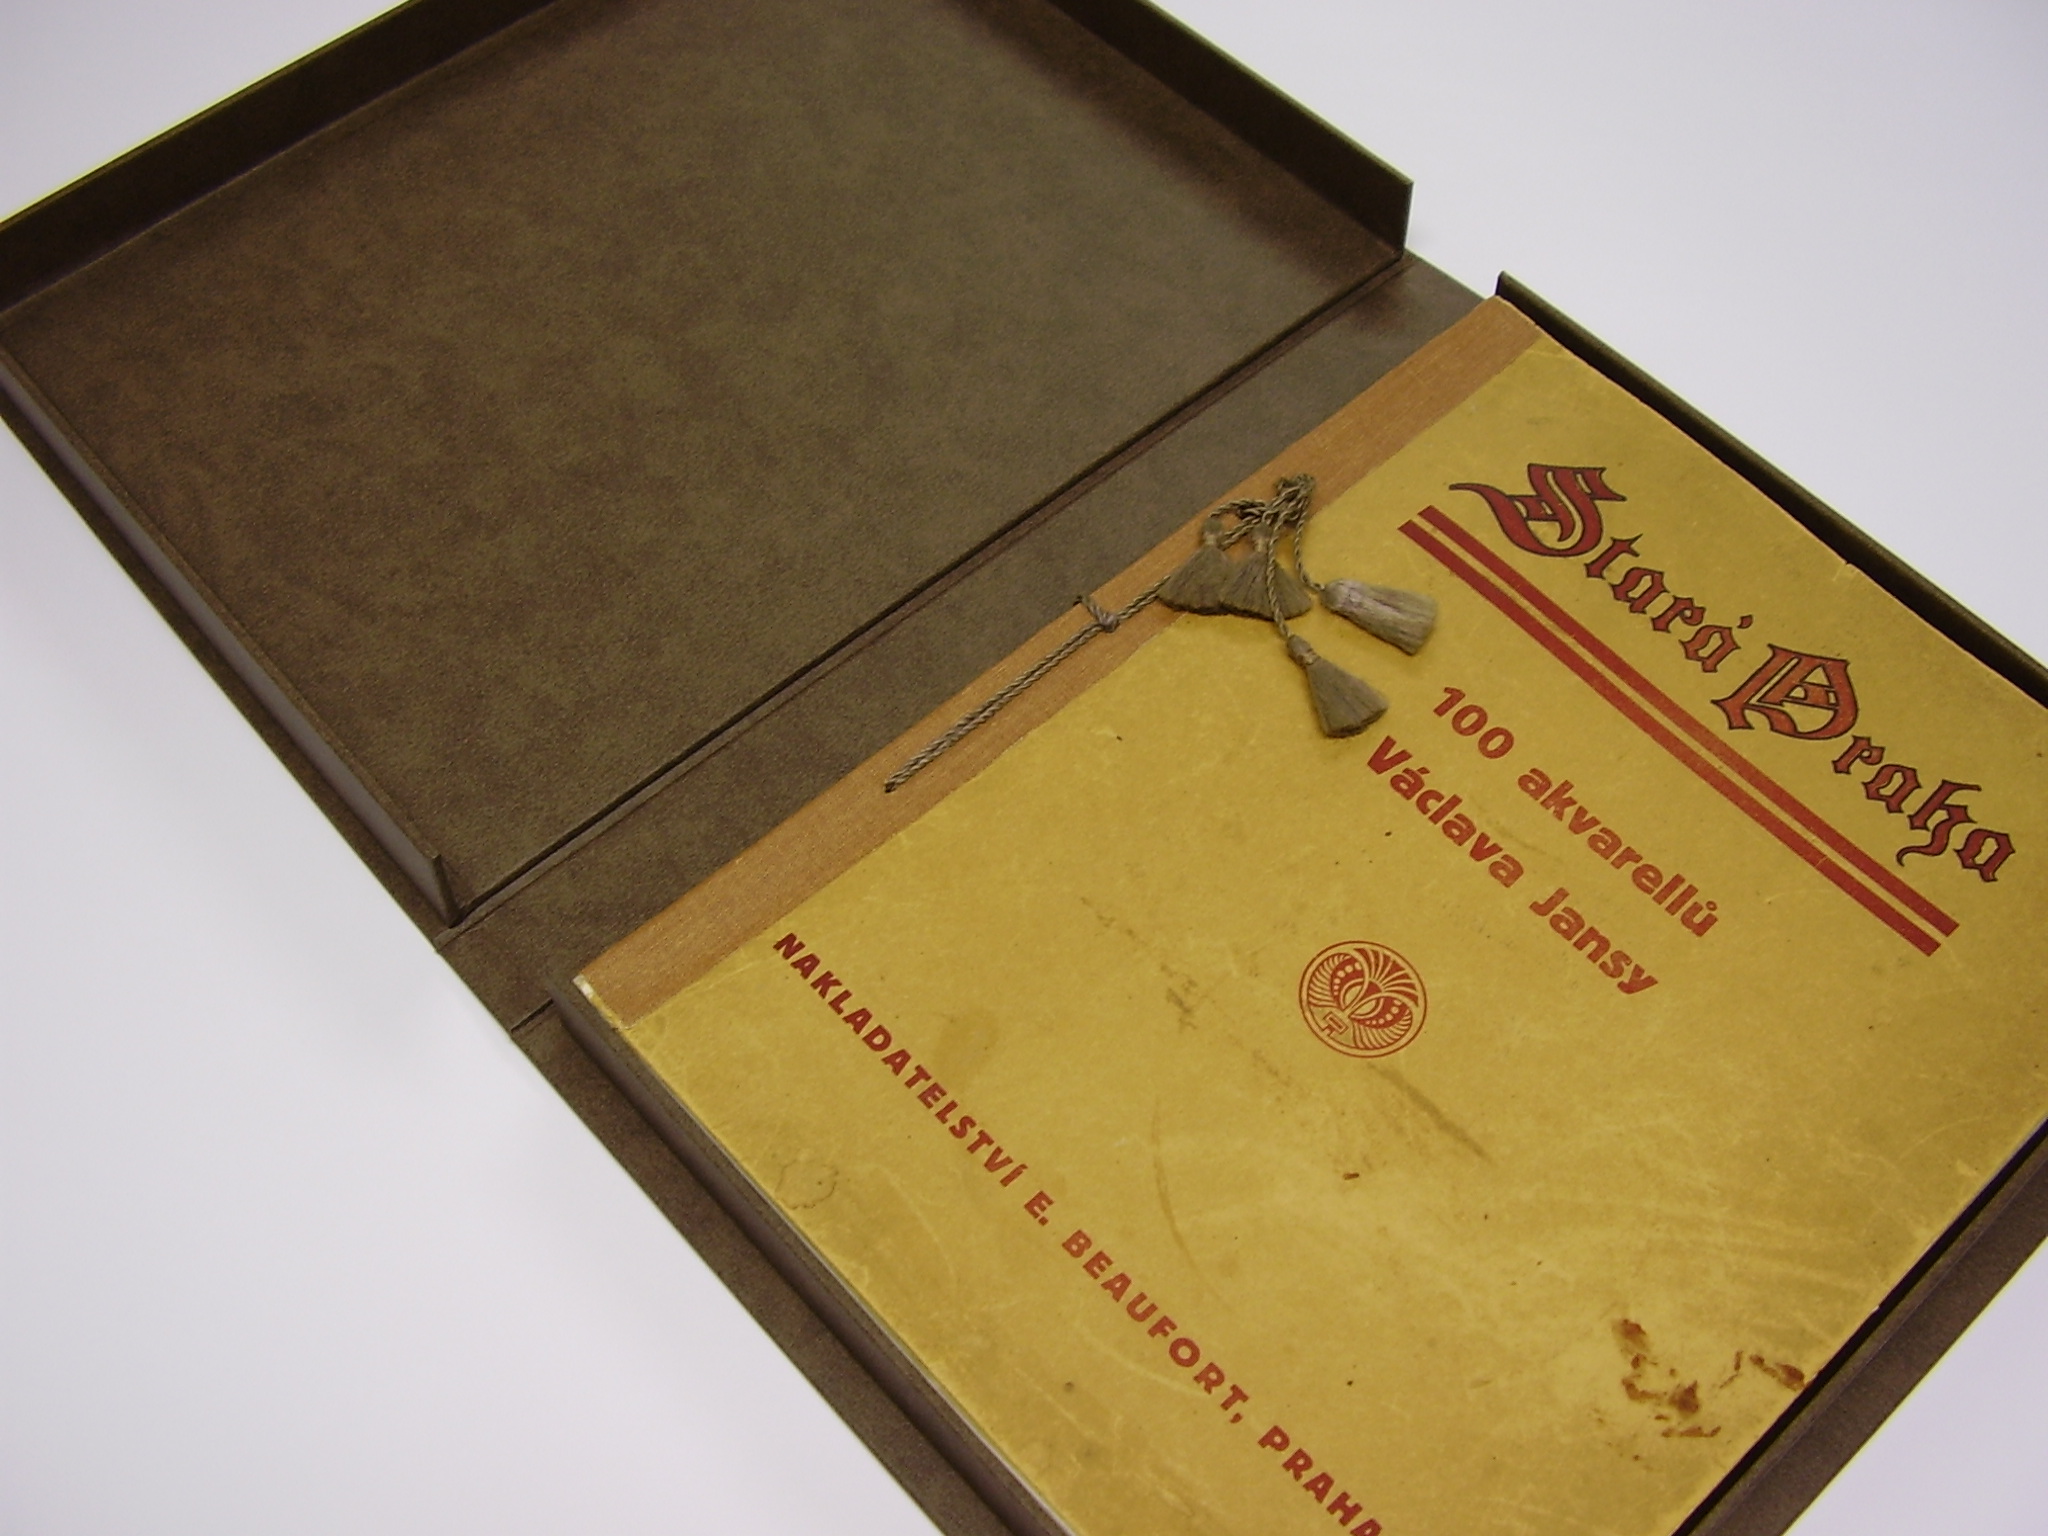 Stará Praha
100 akvarellů
Václava Jansy
NAKLADATELSTVÍ E. BEAUFORT, PRAHA